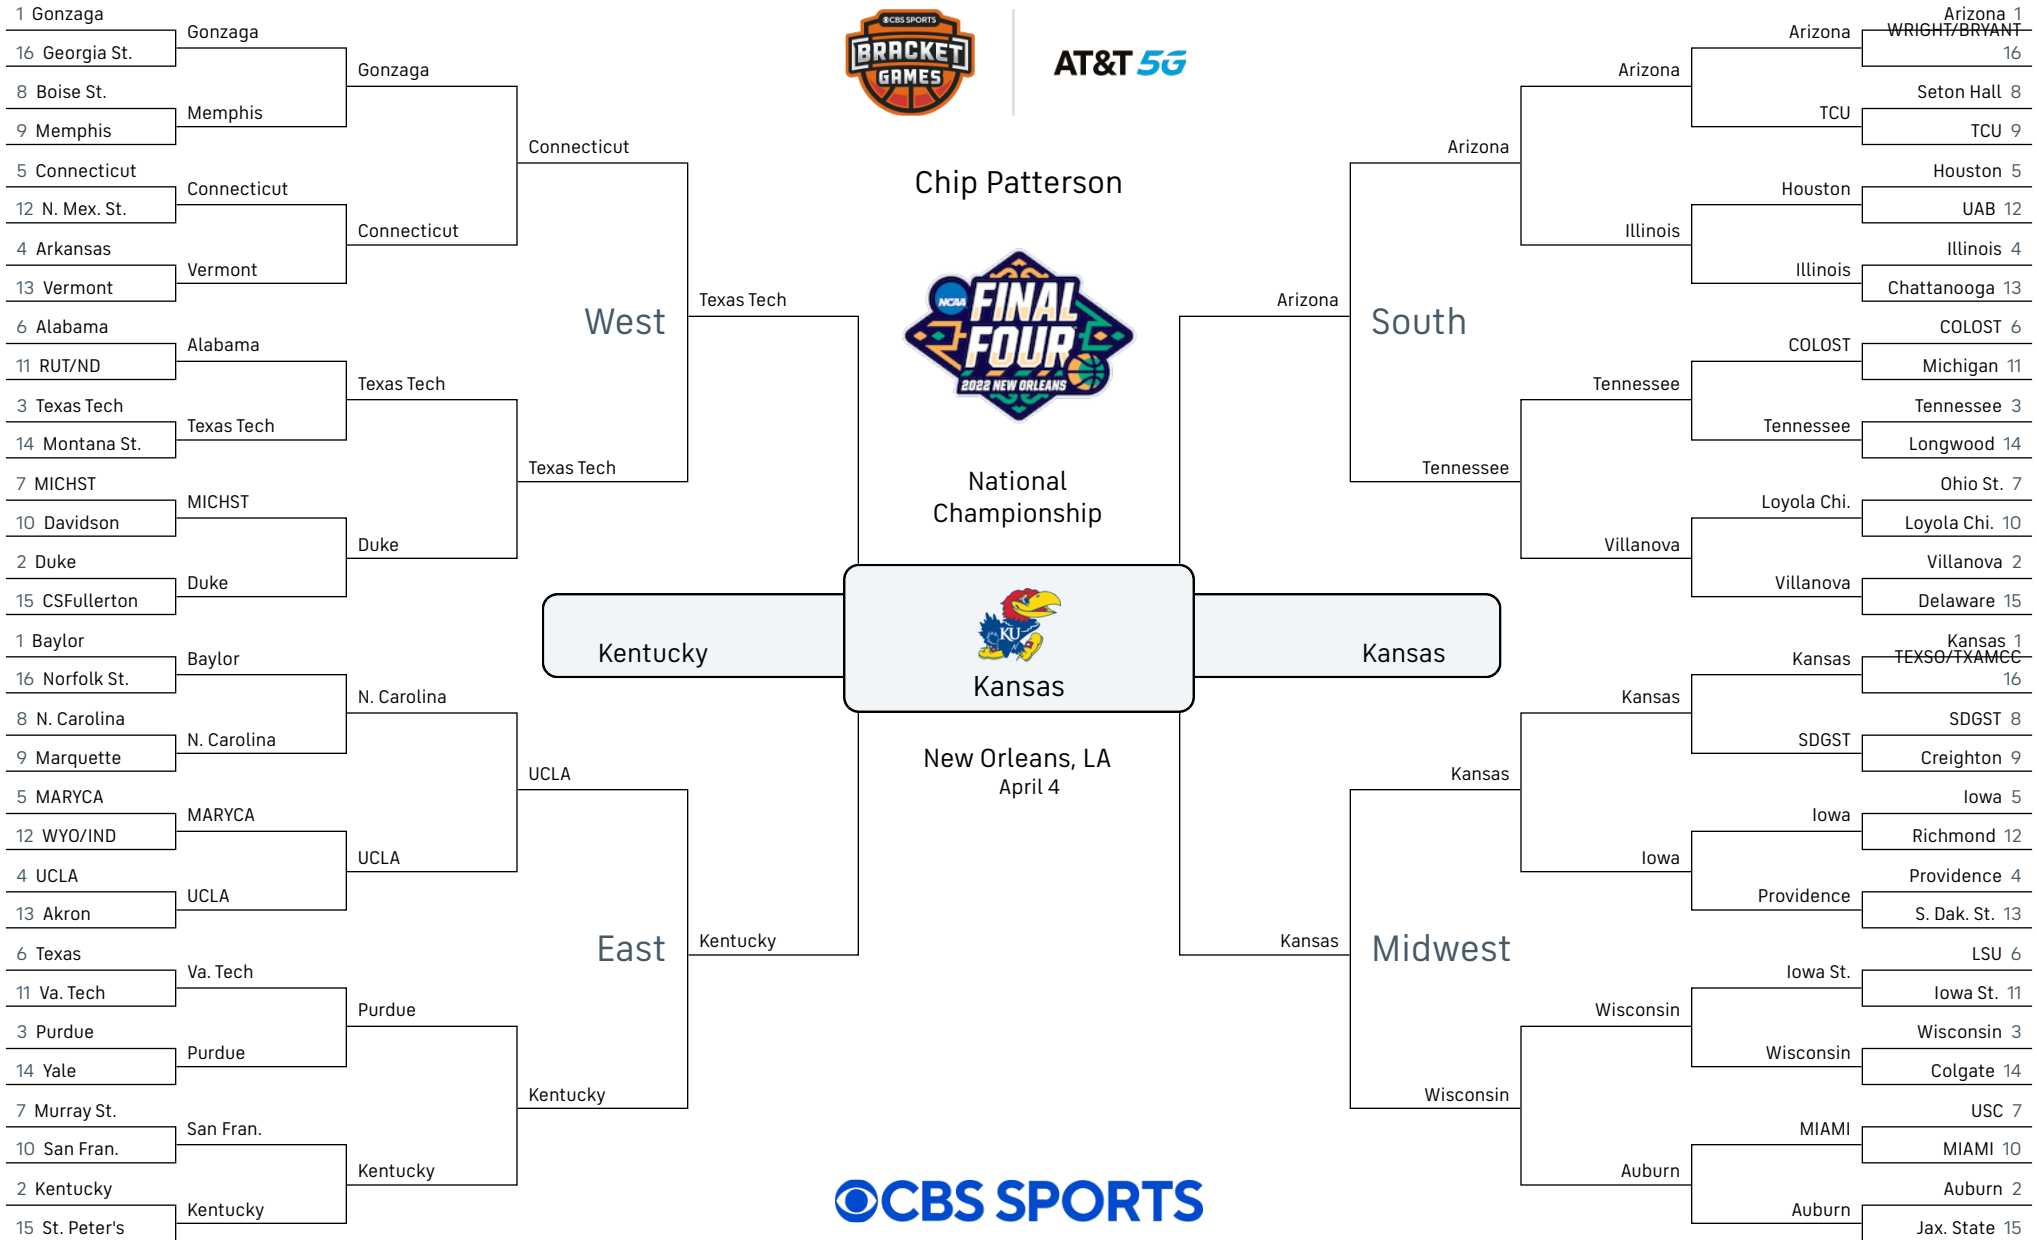 1 Gonzaga
16 Georgia St.
8 Boise St.
9 Memphis
5 Connecticut
12 N. Mex. St.
4 Arkansas
13 Vermont
6 Alabama
11 RUT/ND
3 Texas Tech
14 Montana St.
7 MICHST
10 Davidson
2 Duke
15 CSFullerton
1 Baylor
16 Norfolk St.
8 N. Carolina
9 Marquette
5 MARYCA
12 WYO/IND
4 UCLA
13 Akron
6 Texas
11 Va. Tech
3 Purdue
14 Yale
7 Murray St.
10 San Fran.
2 Kentucky
15 St. Peter's
Gonzaga
Memphis
Connecticut
Vermont
Alabama
Texas Tech
MICHST
Duke
Baylor
N. Carolina
MARYCA
UCLA
Va. Tech
Purdue
San Fran.
Kentucky
Gonzaga
Connecticut
Texas Tech
Duke
N. Carolina
UCLA
Purdue
Kentucky
Connecticut
Texas Tech
UCLA
Kentucky
West
East
Texas Tech
Kentucky
CBS SPORTS
BRACKET
GAMES
AT&T 5G
Chip Patterson
NCAA
FINAL
FOUR
2022 NEW ORLEANS
National
Championship
Kentucky
KU
Kansas
Kansas
New Orleans, LA
April 4
CBS SPORTS
Arizona
Kansas
South
Midwest
Arizona
Tennessee
Kansas
Wisconsin
Arizona
Illinois
Tennessee
Villanova
Kansas
Iowa
Wisconsin
Auburn
Arizona
TCU
Houston
Illinois
COLOST
Tennessee
Loyola Chi.
Villanova
Kansas
SDGST
Iowa
Providence
Iowa St.
Wisconsin
MIAMI
Auburn
Arizona 1
WRIGHT/BRYANT
16
Seton Hall 8
TCU 9
Houston 5
UAB 12
Illinois 4
Chattanooga 13
COLOST 6
Michigan 11
Tennessee 3
Longwood 14
Ohio St. 7
Loyola Chi. 10
Villanova 2
Delaware 15
Kansas 1
TEXSO/TXAMCC
16
SDGST 8
Creighton 9
Iowa 5
Richmond 12
Providence 4
S. Dak. St. 13
LSU 6
Iowa St. 11
Wisconsin 3
Colgate 14
USC 7
MIAMI 10
Auburn 2
Jax. State 15